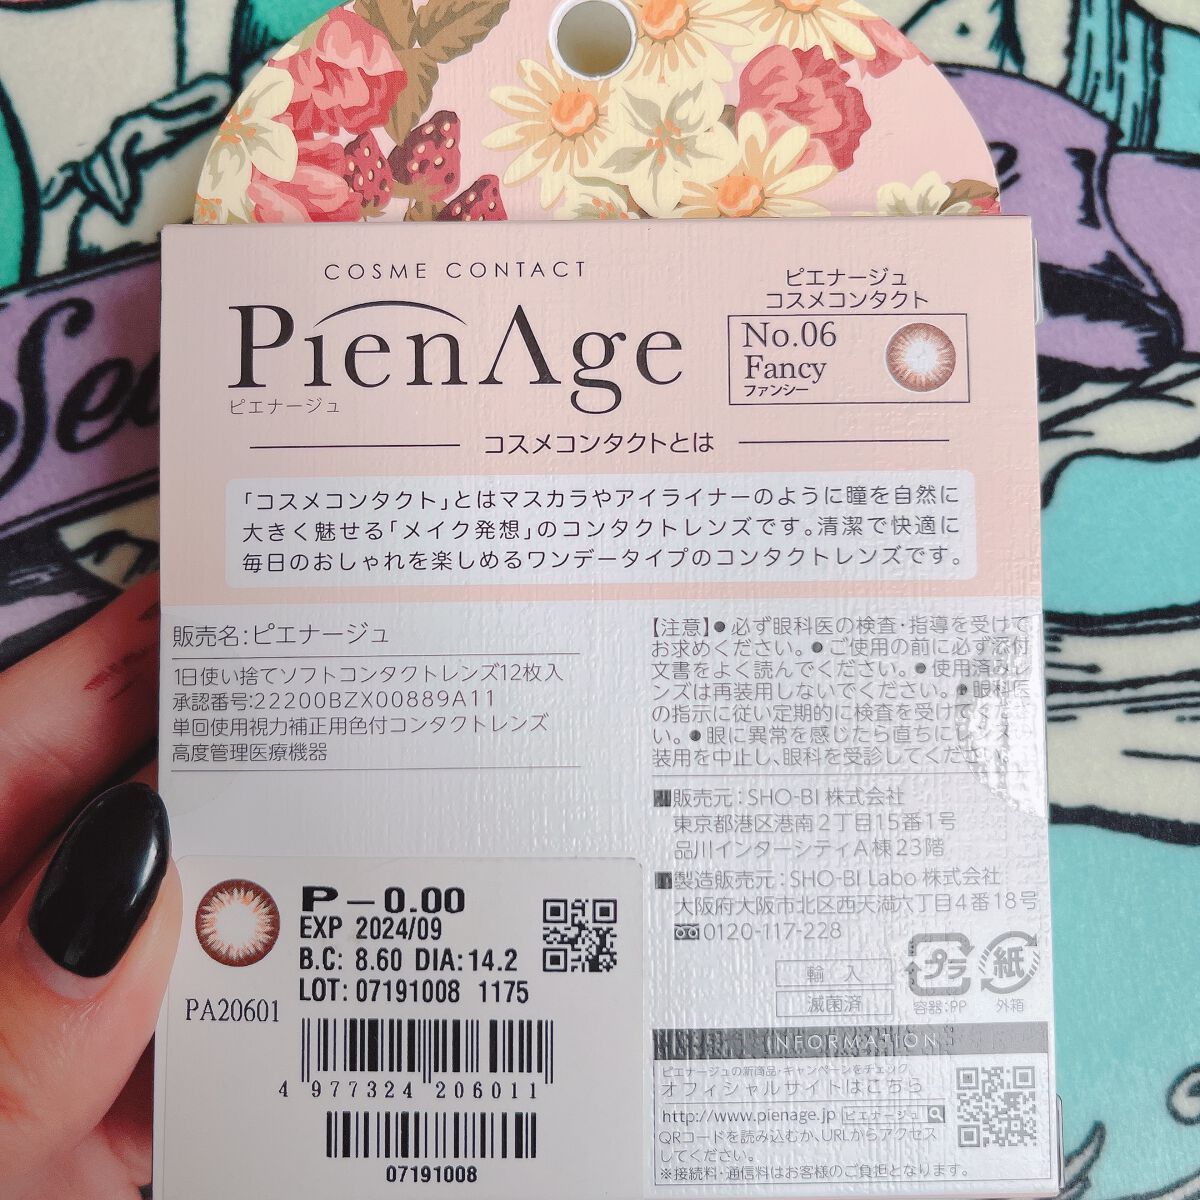 COSME CONTACT
PienAge
ピエナージュ
ピエナージュ
コスメコンタクト
No.06
Fancy
ファンシー
コスメコンタクトとは
「コスメコンタクト」とはマスカラやアイライナーのように瞳を自然に
大きく魅せる「メイク発想」のコンタクトレンズです。清潔で快適に
毎日のおしゃれを楽しめるワンデータイプのコンタクトレンズです。
販売名:ピエナージュ
1日使い捨てソフトコンタクトレンズ12枚入
承認番号:22200BZX00889A11
単回使用視力補正用色付コンタクトレンズ
高度管理医療機器
【注意】●必ず眼科医の検査・指導を受けて
お求めください。●ご使用の前に必ず添付
文書をよく読んでください。●使用済みレ
ンズは再装用しないでください。●眼科医
の指示に従い定期的に検査を受けてくださ
い。●眼に異常を感じたら直ちにレンズの
装用を中止し、眼科を受診してください。
販売元:SHO-BI株式会社
東京都港区港南2丁目15番1号
品川インターシティA棟23階
製造販売元:SHO-BI Labo株式会社
大阪府大阪市北区西天満六丁目4番18号
0120-117-228
輸入
滅菌済
プラ
容器:PP
紙
外箱
P-0.00
EXP 2024/09
B.C: 8.60 DIA:14.2
LOT: 07191008 1175
PA20601
4 977324 206011
07191008
INFORMATION
ピエナージュの新商品・キャンペーンをチェック
オフィシャルサイトはこちら
http://www.pienage.jp ピエナージュ
QRコードを読み込むか、URLからアクセス
してください。
※接続料・通信料はお客様のご負担となります。
Sea